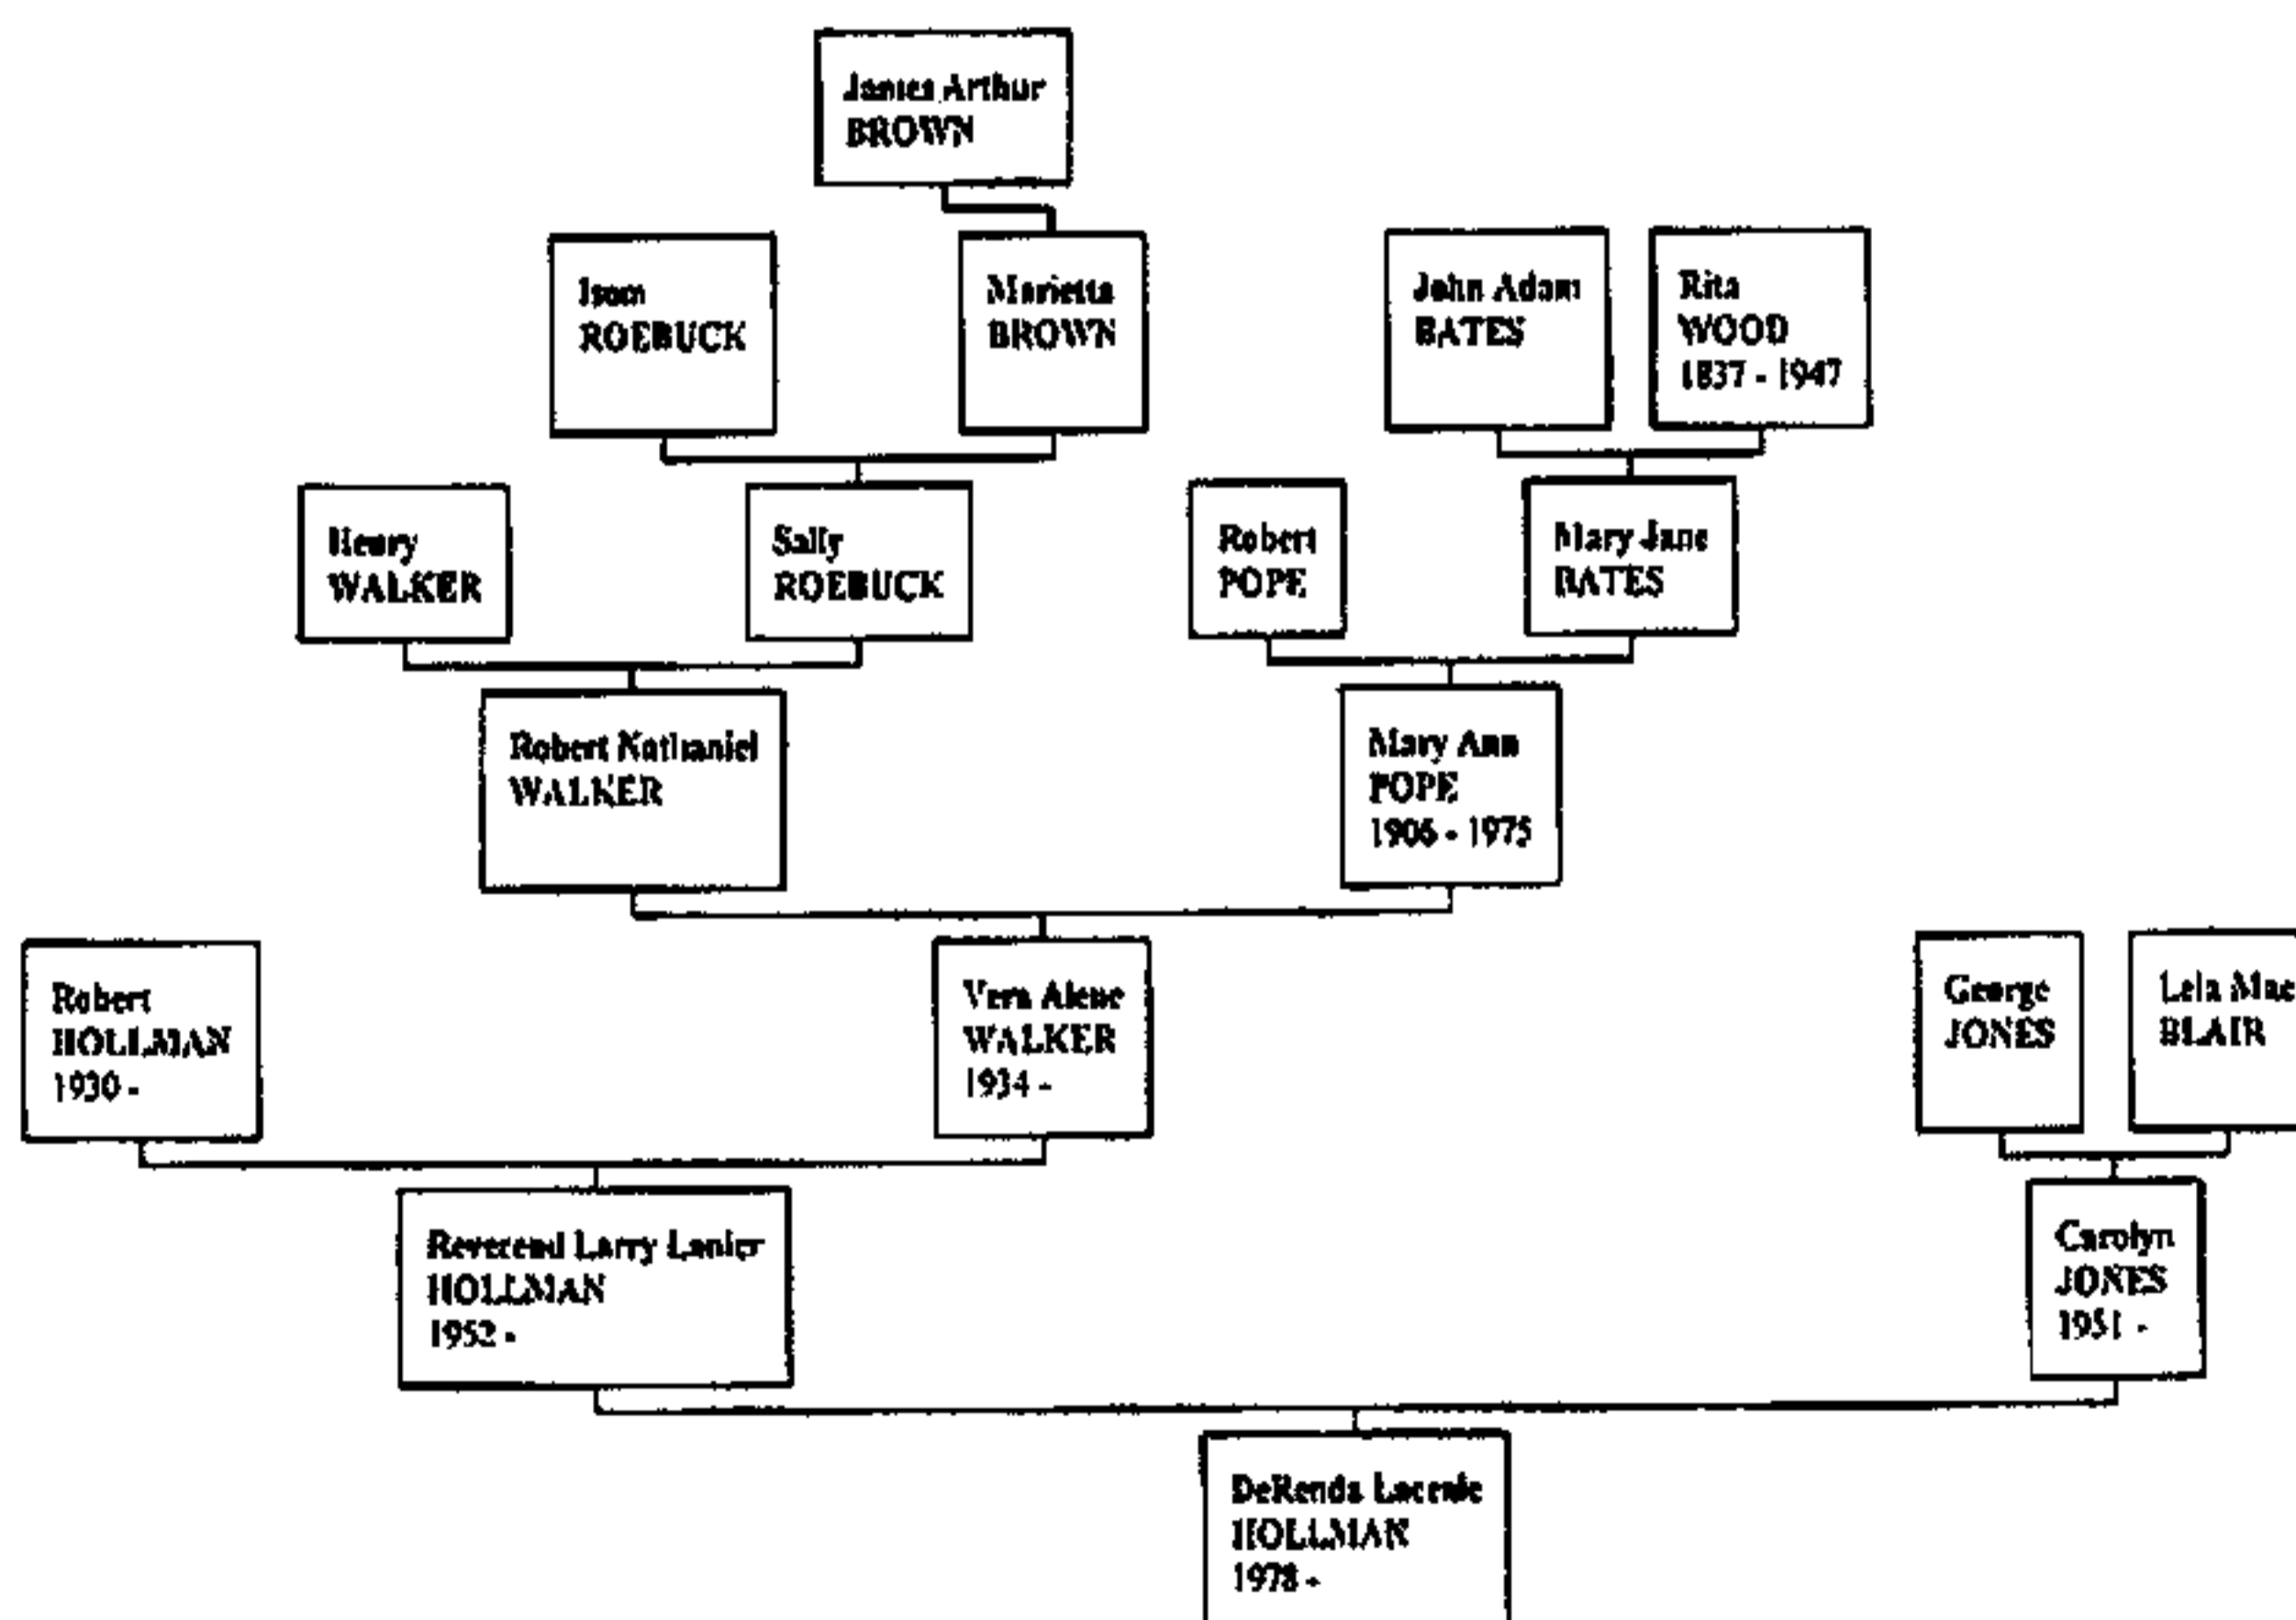 James Arthur
BROWN
Isom
ROEBUCK
Marietta
BROWN
John Adam
BATES
Rita
WOOD
1837 - 1947
Henry
WALKER
Sally
ROEBUCK
Robert
POPE
Mary Jane
BATES
Robert Nathaniel
WALKER
Mary Ann
POPE
1906 - 1975
Robert
HOLLMAN
1930 -
Vera Alene
WALKER
1934 -
George
JONES
Lela Mae
BLAIR
Reverend Larry Lanier
HOLLMAN
1952 -
Carolyn
JONES
1951 -
DeRenda
HOLLMAN
1978 -